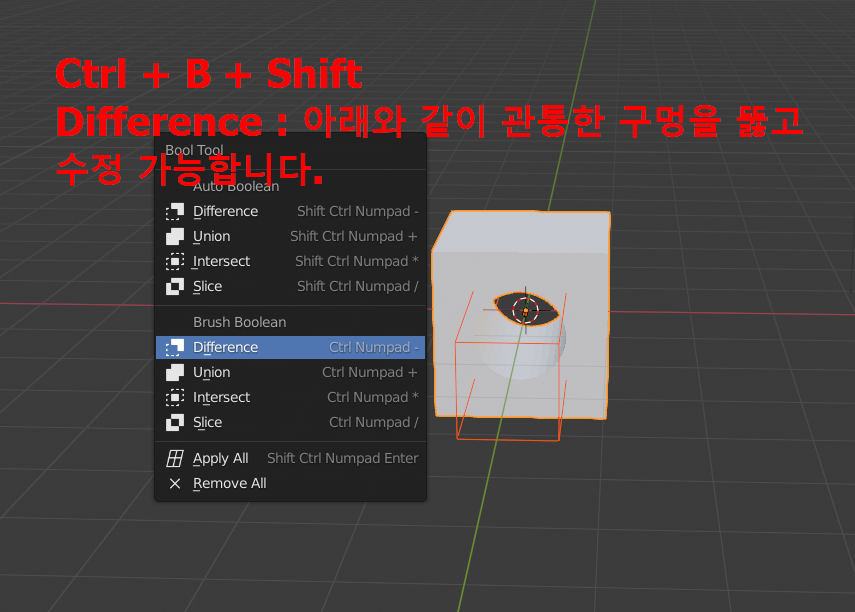 Ctrl + B + Shift
Difference : 아래와 같이 관통한 구멍을 뚫고
수정 가능합니다.
Bool Tool
Auto Boolean
Difference Shift Ctrl Numpad -
Union Shift Ctrl Numpad +
Intersect Shift Ctrl Numpad *
Slice Shift Ctrl Numpad /
Brush Boolean
Difference Ctrl Numpad -
Union Ctrl Numpad +
Intersect Ctrl Numpad *
Slice Ctrl Numpad /
Apply All Shift Ctrl Numpad Enter
Remove All